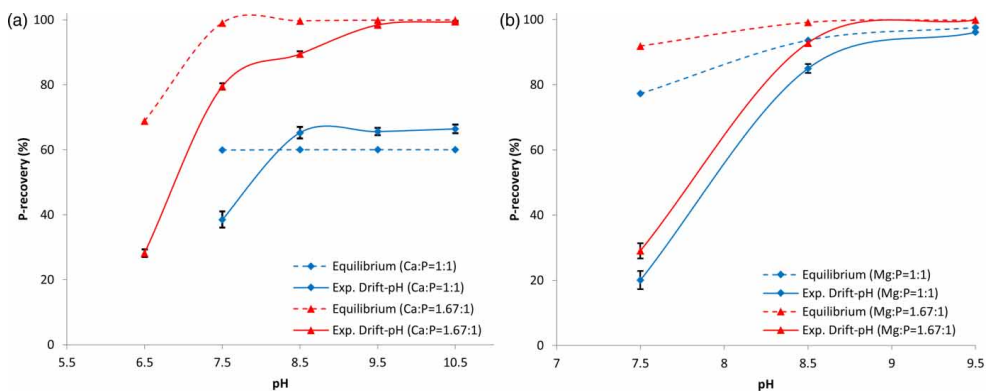 (a)
100
80
60
40
20
0
P-recovery (%)
5.5 6.5 7.5 8.5 9.5 10.5
pH
Equilibrium (Ca:P=1:1)
Exp. Drift-pH (Ca:P=1:1)
Equilibrium (Ca:P=1.67:1)
Exp. Drift-pH (Ca:P=1.67:1)
(b)
100
80
60
40
20
0
P-recovery (%)
7 7.5 8 8.5 9 9.5
pH
Equilibrium (Mg:P=1:1)
Exp. Drift-pH (Mg:P=1:1)
Equilibrium (Mg:P=1.67:1)
Exp. Drift-pH (Mg:P=1.67:1)